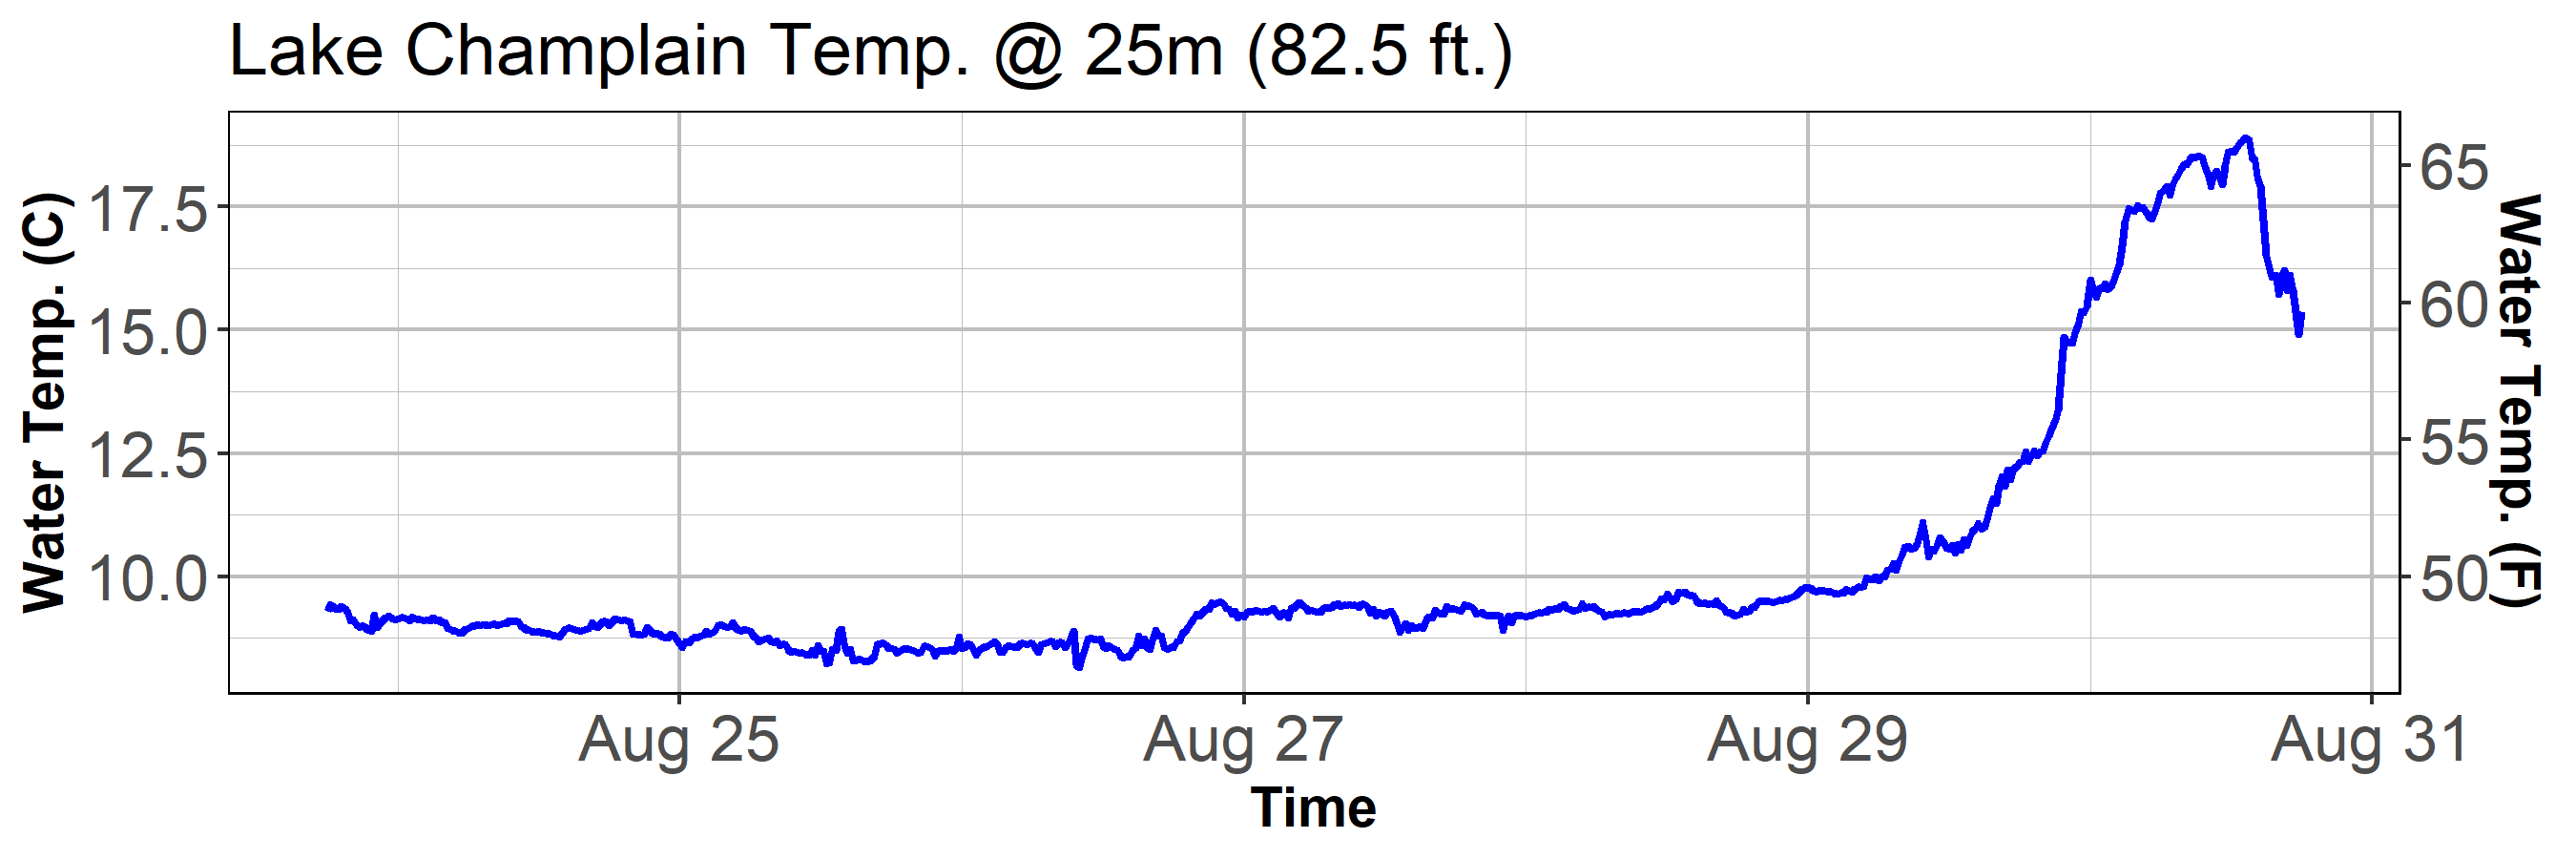 Lake Champlain Temp. @ 25m (82.5 ft.)
Water Temp. (C)
17.5
15.0
12.5
10.0
65
60
55
50
Water Temp. (F)
Aug 25
Aug 27
Aug 29
Aug 31
Time